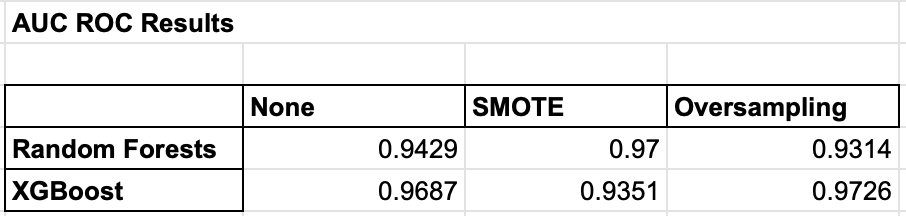 AUC ROC Results
None SMOTE Oversampling
Random Forests 0.9429 0.97 0.9314
XGBoost 0.9687 0.9351 0.9726